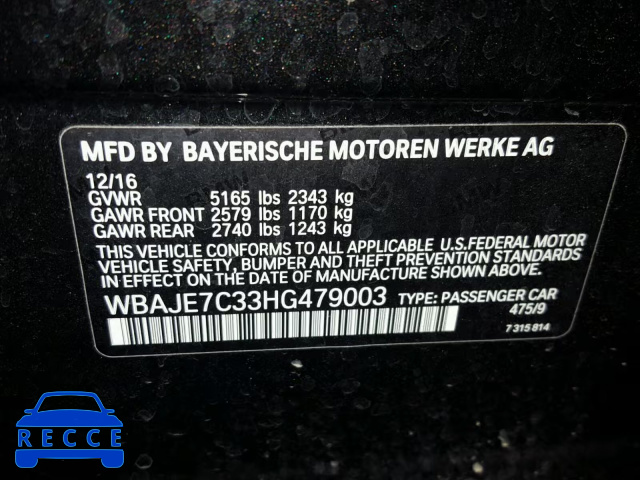 MFD BY BAYERISCHE MOTOREN WERKE AG
12/16
GVWR 5165 lbs 2343 kg
GAWR FRONT 2579 lbs 1170 kg
GAWR REAR 2740 lbs 1243 kg
THIS VEHICLE CONFORMS TO ALL APPLICABLE U.S.FEDERAL MOTOR
VEHICLE SAFETY, BUMPER AND THEFT PREVENTION STANDARDS
IN EFFECT ON THE DATE OF MANUFACTURE SHOWN ABOVE.
WBAJE7C33HG479003 TYPE: PASSENGER CAR
475/9
7 315 814
RECCE